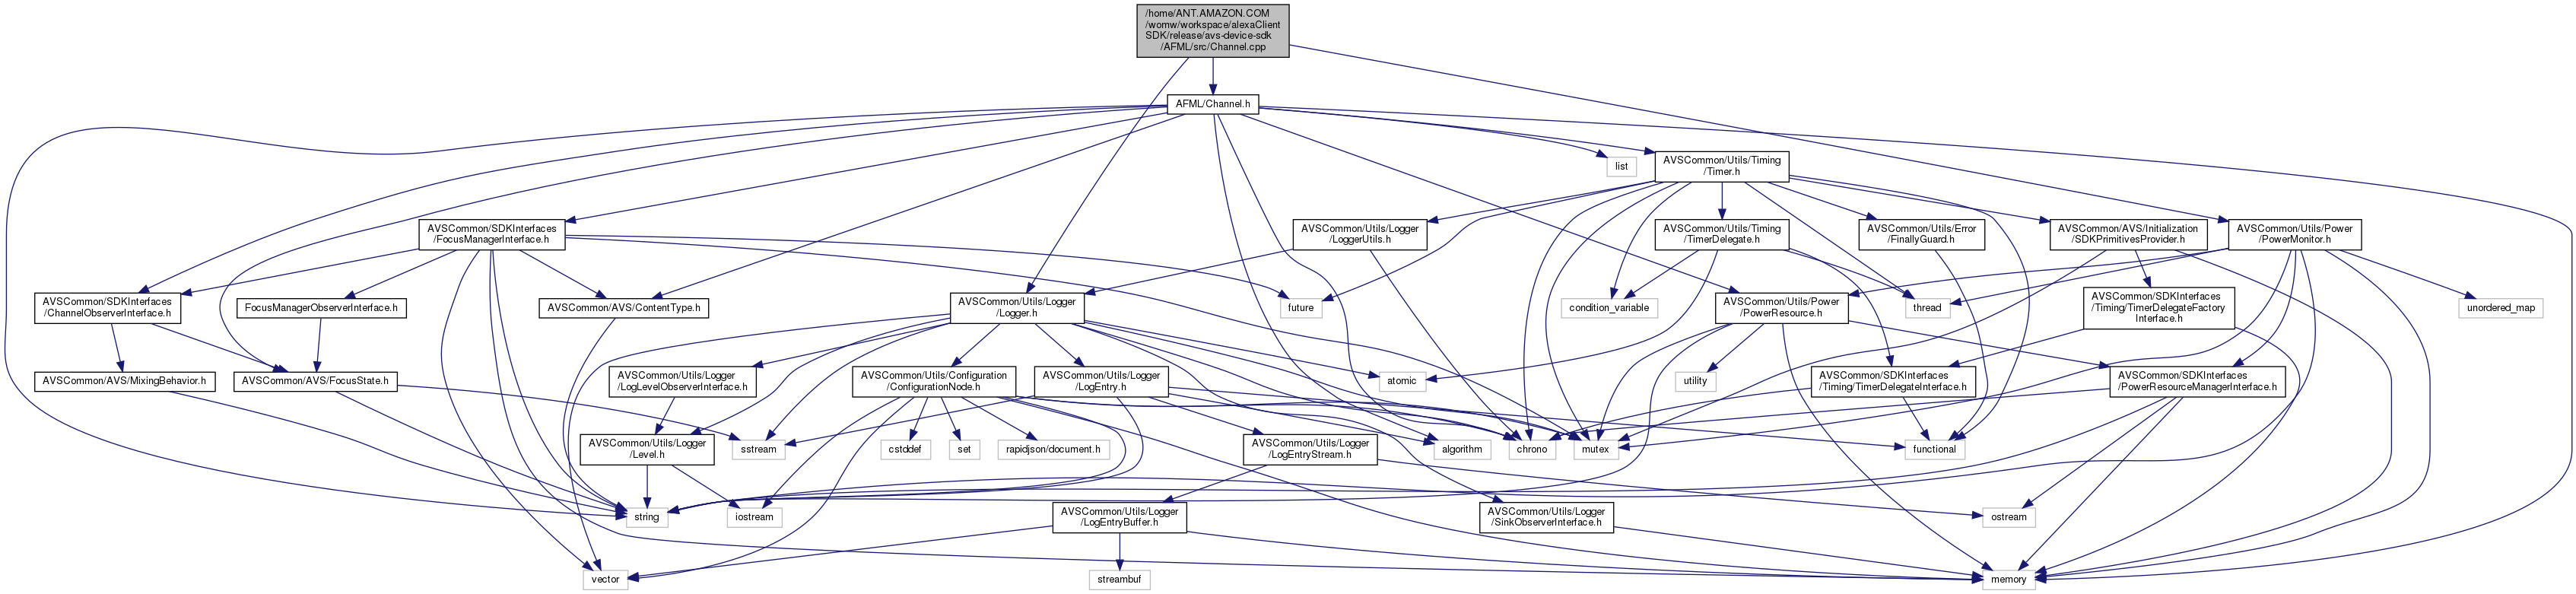 /home/ANT.AMAZON.COM
/womw/workspace/alexaClient
SDK/release/avs-device-sdk
/AFML/src/Channel.cpp
AFML/Channel.h
list
AVSCommon/Utils/Timing
/Timer.h
AVSCommon/SDKInterfaces
/FocusManagerInterface.h
AVSCommon/Utils/Logger
/LoggerUtils.h
AVSCommon/Utils/Timing
/TimerDelegate.h
AVSCommon/Utils/Error
/FinallyGuard.h
AVSCommon/AVS/Initialization
/SDKPrimitivesProvider.h
AVSCommon/Utils/Power
/PowerMonitor.h
AVSCommon/SDKInterfaces
/ChannelObserverInterface.h
FocusManagerObserverInterface.h
AVSCommon/AVS/ContentType.h
AVSCommon/Utils/Logger
/Logger.h
future
condition_variable
AVSCommon/Utils/Power
/PowerResource.h
thread
AVSCommon/SDKInterfaces
/Timing/TimerDelegateFactory
Interface.h
unordered_map
AVSCommon/AVS/MixingBehavior.h
AVSCommon/AVS/FocusState.h
AVSCommon/Utils/Logger
/LogLevelObserverInterface.h
AVSCommon/Utils/Configuration
/ConfigurationNode.h
AVSCommon/Utils/Logger
/LogEntry.h
atomic
utility
AVSCommon/SDKInterfaces
/Timing/TimerDelegateInterface.h
AVSCommon/SDKInterfaces
/PowerResourceManagerInterface.h
AVSCommon/Utils/Logger
/Level.h
sstream
cstddef
set
rapidjson/document.h
AVSCommon/Utils/Logger
/LogEntryStream.h
algorithm
chrono
mutex
functional
string
iostream
AVSCommon/Utils/Logger
/LogEntryBuffer.h
AVSCommon/Utils/Logger
/SinkObserverInterface.h
ostream
vector
streambuf
memory